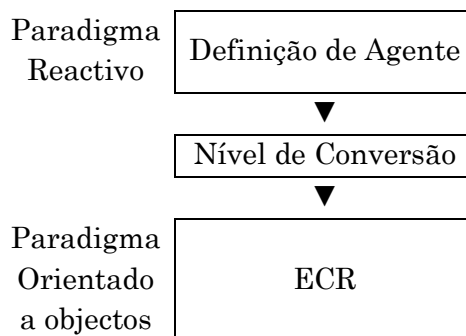 Paradigma
Reactivo
Definição de Agente
Nível de Conversão
Paradigma
Orientado
a objectos
ECR